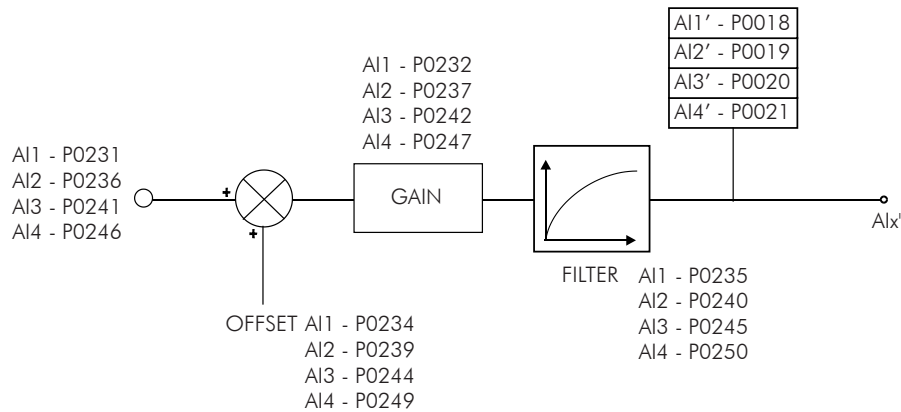 AI1' - P0018
AI2' - P0019
AI3' - P0020
AI4' - P0021
AI1 - P0232
AI2 - P0237
AI3 - P0242
AI4 - P0247
AI1 - P0231
AI2 - P0236
AI3 - P0241
AI4 - P0246
+
+
GAIN
AIx'
FILTER
AI1 - P0235
AI2 - P0240
AI3 - P0245
AI4 - P0250
OFFSET
AI1 - P0234
AI2 - P0239
AI3 - P0244
AI4 - P0249